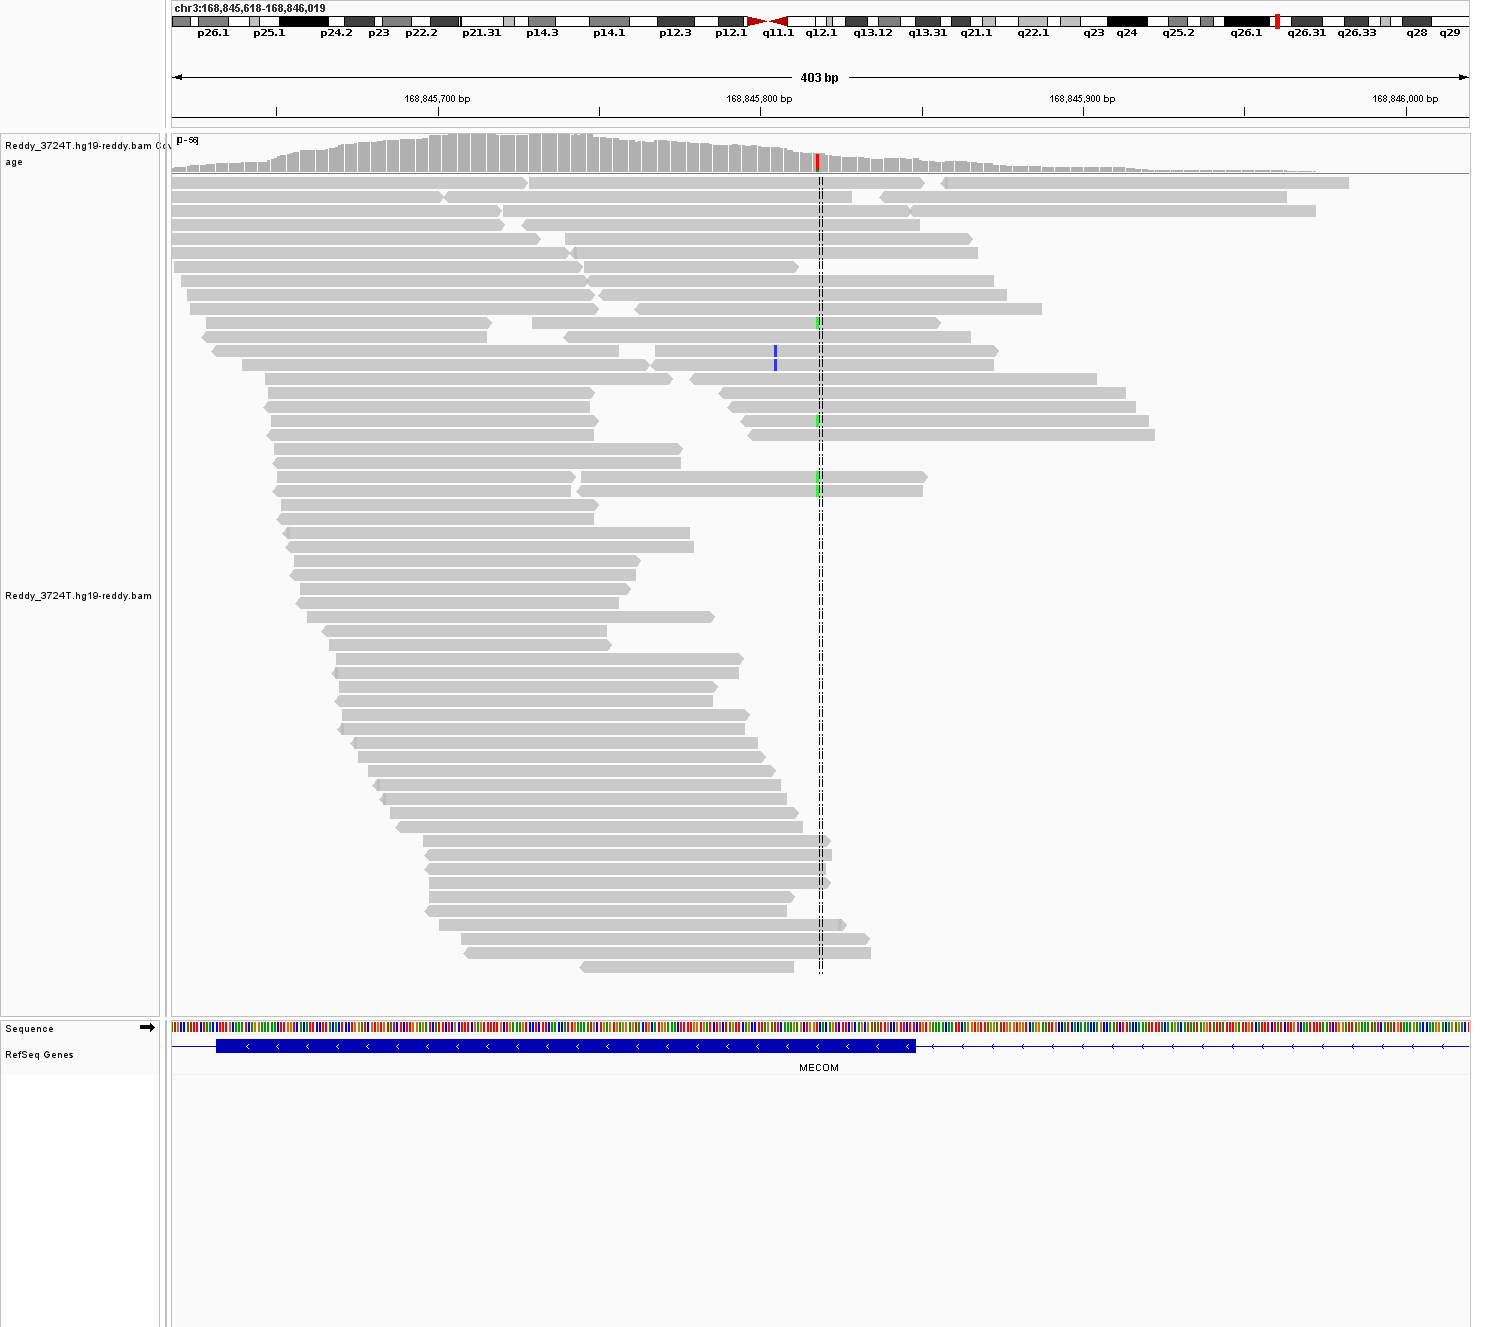 chr3:168,845,618-168,846,019
p26.1 p25.1 p24.2 p23 p22.2 p21.31 p14.3 p14.1 p12.3 p12.1 q11.1 q12.1 q13.12 q13.31 q21.1 q22.1 q23 q24 q25.2 q26.1 q26.31 q26.33 q28 q29
403 bp
168,845,700 bp 168,845,800 bp 168,845,900 bp 168,846,000 bp
Reddy_3724T.hg19-reddy.bam Cov
age
Reddy_3724T.hg19-reddy.bam
Sequence
RefSeq Genes
MECOM